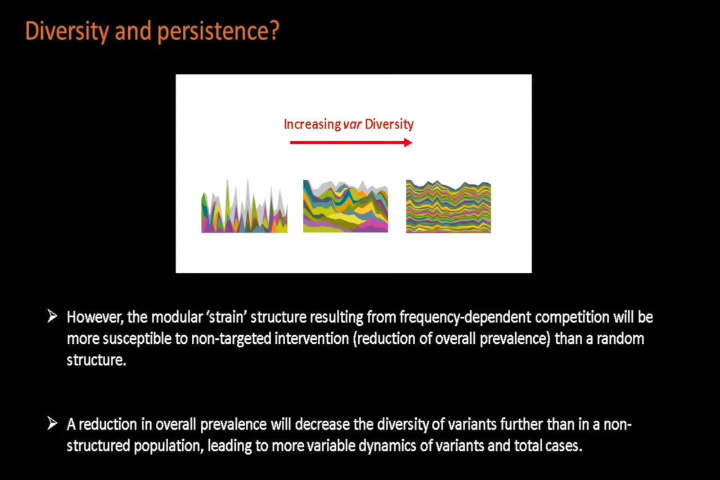 Diversity and persistence?
Increasing var Diversity
However, the modular ‘strain’ structure resulting from frequency-dependent competition will be
more susceptible to non-targeted intervention (reduction of overall prevalence) than a random
structure.
A reduction in overall prevalence will decrease the diversity of variants further than in a non-
structured population, leading to more variable dynamics of variants and total cases.